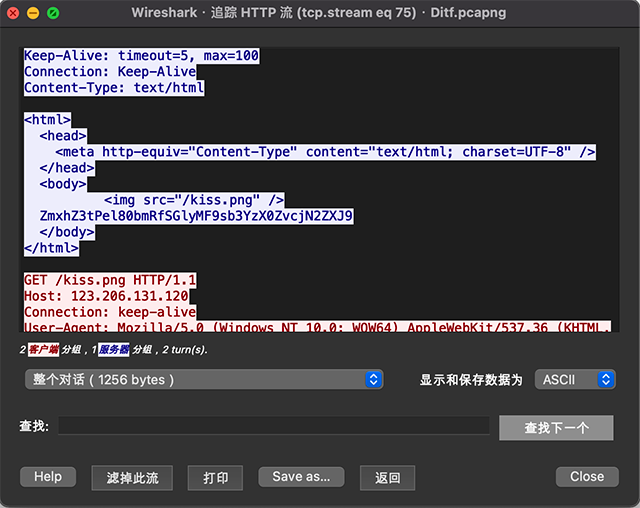 Wireshark · 追踪 HTTP 流 (tcp.stream eq 75) · Ditf.pcapng
Keep-Alive: timeout=5, max=100
Connection: Keep-Alive
Content-Type: text/html
<html>
<head>
<meta http-equiv="Content-Type" content="text/html; charset=UTF-8" />
</head>
<body>
<img src="/kiss.png" />
ZmxhZ3tPel80bmRfSGlyMF9sb3YzX0ZvcjN2ZXJ9
</body>
</html>
GET /kiss.png HTTP/1.1
Host: 123.206.131.120
Connection: keep-alive
User-Agent: Mozilla/5.0 (Windows NT 10.0; WOW64) AppleWebKit/537.36 (KHTML,
2 客户端 分组，1 服务器 分组，2 turn(s).
整个对话（1256 bytes）
显示和保存数据为 ASCII
查找: 查找下一个
Help 滤掉此流 打印 Save as... 返回 Close